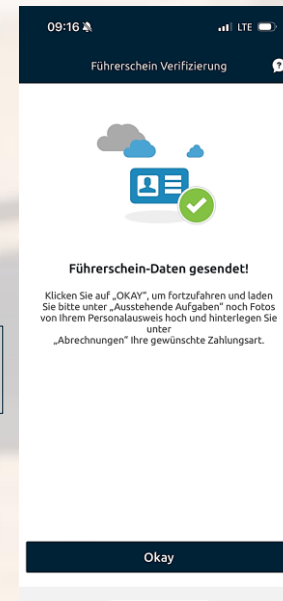 09:16
LTE
Führerschein Verifizierung
?
Führerschein-Daten gesendet!
Klicken Sie auf „OKAY“, um fortzufahren und laden
Sie bitte unter „Ausstehende Aufgaben“ noch Fotos
von Ihrem Personalausweis hoch und hinterlegen Sie
unter
„Abrechnungen“ Ihre gewünschte Zahlungsart.
Okay